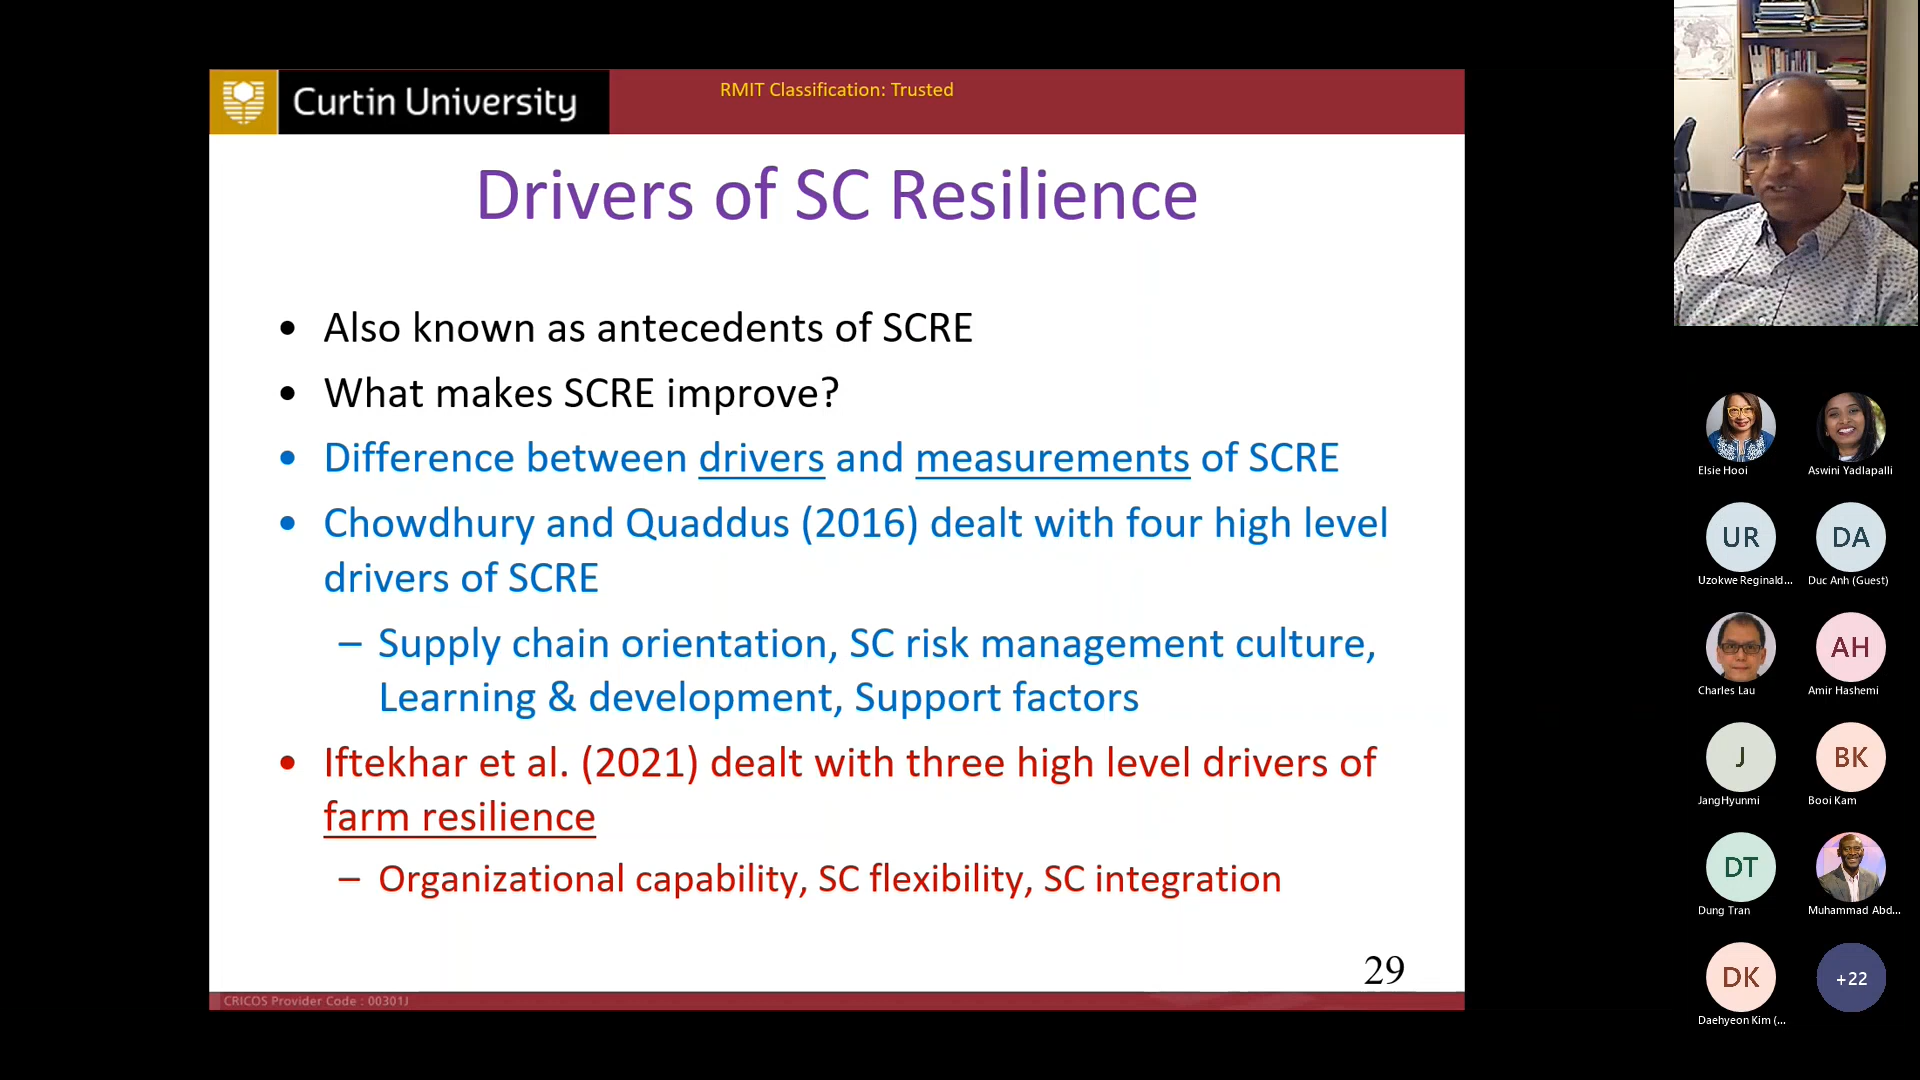 Curtin University
RMIT Classification: Trusted
Drivers of SC Resilience
• Also known as antecedents of SCRE
• What makes SCRE improve?
• Difference between drivers and measurements of SCRE
• Chowdhury and Quaddus (2016) dealt with four high level
drivers of SCRE
– Supply chain orientation, SC risk management culture,
Learning & development, Support factors
• Iftekhar et al. (2021) dealt with three high level drivers of
farm resilience
– Organizational capability, SC flexibility, SC integration
29
CRICOS Provider Code : 00301J
Elsie Hooi
Aswini Yadlapalli
UR
DA
Uzokwe Reginald...
Duc Anh (Guest)
AH
Charles Lau
Amir Hashemi
J
BK
JangHyunmi
Booi Kam
DT
Dung Tran
Muhammad Abd...
DK
+22
Daehyeon Kim (...